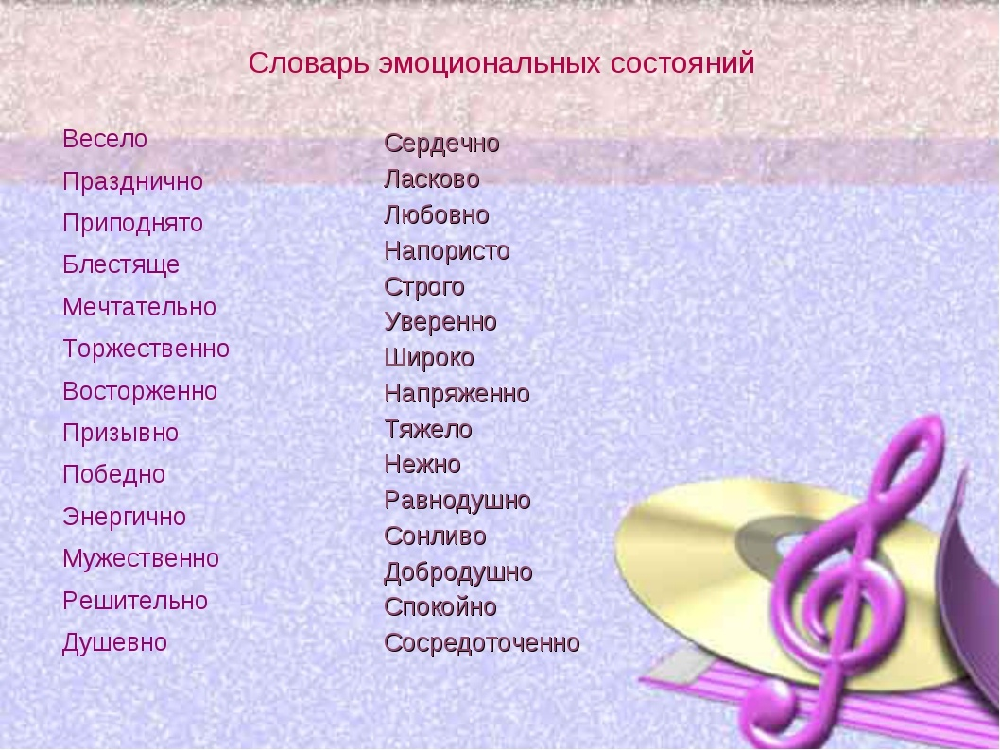 Словарь эмоциональных состояний
Весело
Празднично
Приподнято
Блестяще
Мечтательно
Торжественно
Восторженно
Призывно
Победно
Энергично
Мужественно
Решительно
Душевно
Сердечно
Ласково
Любовно
Напористо
Строго
Уверенно
Широко
Напряженно
Тяжело
Нежно
Равнодушно
Сонливо
Добродушно
Спокойно
Сосредоточенно